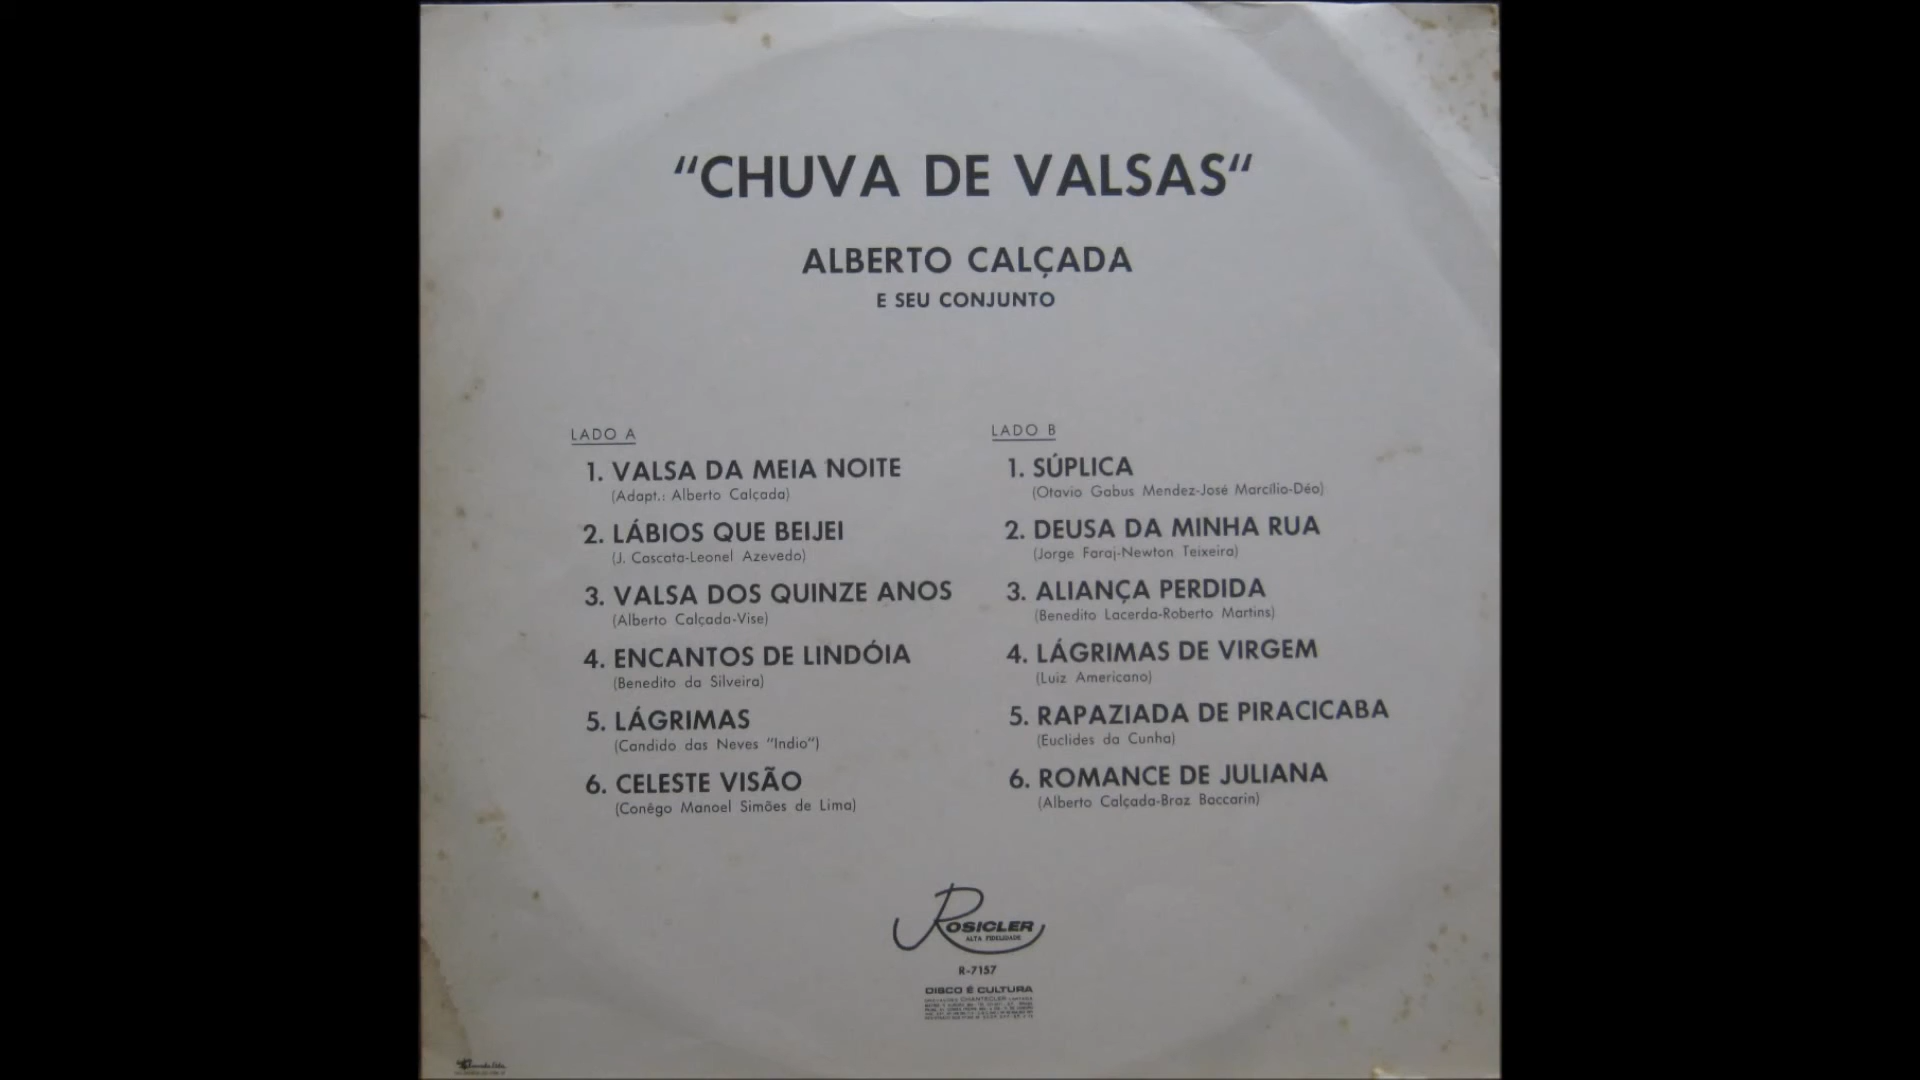 “CHUVA DE VALSAS“
ALBERTO CALÇADA
E SEU CONJUNTO
LADO A
1. VALSA DA MEIA NOITE
(Adapt.: Alberto Calçada)
2. LÁBIOS QUE BEIJEI
(J. Cascata-Leonel Azevedo)
3. VALSA DOS QUINZE ANOS
(Alberto Calçada-Vise)
4. ENCANTOS DE LINDÓIA
(Benedito da Silveira)
5. LÁGRIMAS
(Candido das Neves “Indio”)
6. CELESTE VISÃO
(Conêgo Manoel Simões de Lima)
LADO B
1. SÚPLICA
(Otavio Gabus Mendez-José Marcílio-Déo)
2. DEUSA DA MINHA RUA
(Jorge Faraj-Newton Teixeira)
3. ALIANÇA PERDIDA
(Benedito Lacerda-Roberto Martins)
4. LÁGRIMAS DE VIRGEM
(Luiz Americano)
5. RAPAZIADA DE PIRACICABA
(Euclides da Cunha)
6. ROMANCE DE JULIANA
(Alberto Calçada-Braz Baccarin)
ROSICLER
ALTA FIDELIDADE
R-7157
DISCO É CULTURA
CHANTECLER